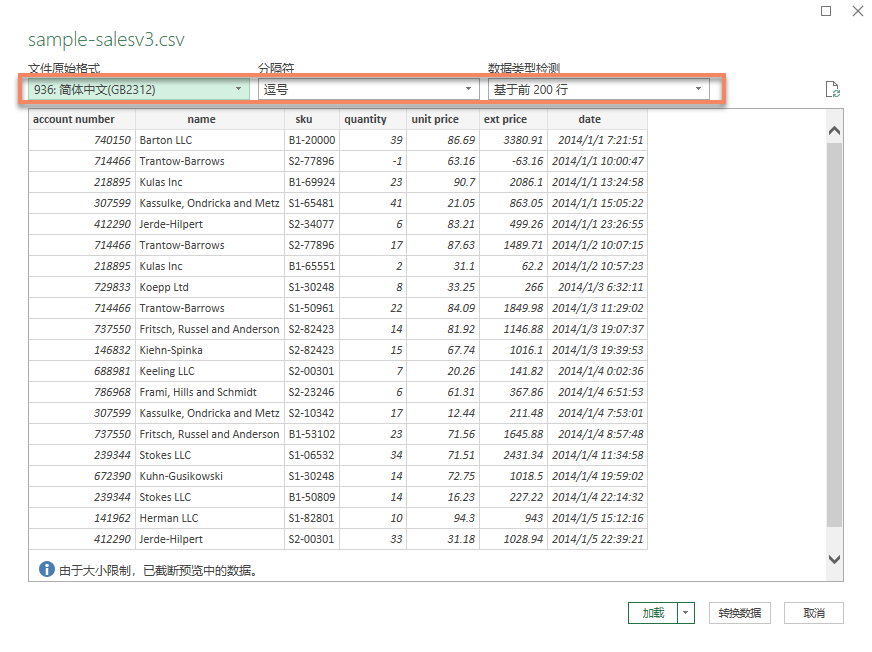 sample-salesv3.csv
文件原始格式 分隔符 数据类型检测
936: 简体中文(GB2312) 逗号 基于前 200 行
account number name sku quantity unit price ext price date
740150 Barton LLC B1-20000 39 86.69 3380.91 2014/1/1 7:21:51
714466 Trantow-Barrows S2-77896 -1 63.16 -63.16 2014/1/1 10:00:47
218895 Kulas Inc B1-69924 23 90.7 2086.1 2014/1/1 13:24:58
307599 Kassulke, Ondricka and Metz S1-65481 41 21.05 863.05 2014/1/1 15:05:22
412290 Jerde-Hilpert S2-34077 6 83.21 499.26 2014/1/1 23:26:55
714466 Trantow-Barrows S2-77896 17 87.63 1489.71 2014/1/2 10:07:15
218895 Kulas Inc B1-65551 2 31.1 62.2 2014/1/2 10:57:23
729833 Koepp Ltd S1-30248 8 33.25 266 2014/1/3 6:32:11
714466 Trantow-Barrows S1-50961 22 84.09 1849.98 2014/1/3 11:29:02
737550 Fritsch, Russel and Anderson S2-82423 14 81.92 1146.88 2014/1/3 19:07:37
146832 Kiehn-Spinka S2-82423 15 67.74 1016.1 2014/1/3 19:39:53
688981 Keeling LLC S2-00301 7 20.26 141.82 2014/1/4 0:02:36
786968 Frami, Hills and Schmidt S2-23246 6 61.31 367.86 2014/1/4 6:51:53
307599 Kassulke, Ondricka and Metz S2-10342 17 12.44 211.48 2014/1/4 7:53:01
737550 Fritsch, Russel and Anderson B1-53102 23 71.56 1645.88 2014/1/4 8:57:48
239344 Stokes LLC S1-06532 34 71.51 2431.34 2014/1/4 11:34:58
672390 Kuhn-Gusikowski S1-30248 14 72.75 1018.5 2014/1/4 19:59:02
239344 Stokes LLC B1-50809 14 16.23 227.22 2014/1/4 22:14:32
141962 Herman LLC S1-82801 10 94.3 943 2014/1/5 15:12:16
412290 Jerde-Hilpert S2-00301 33 31.18 1028.94 2014/1/5 22:39:21
由于大小限制，已截断预览中的数据。
加载 转换数据 取消